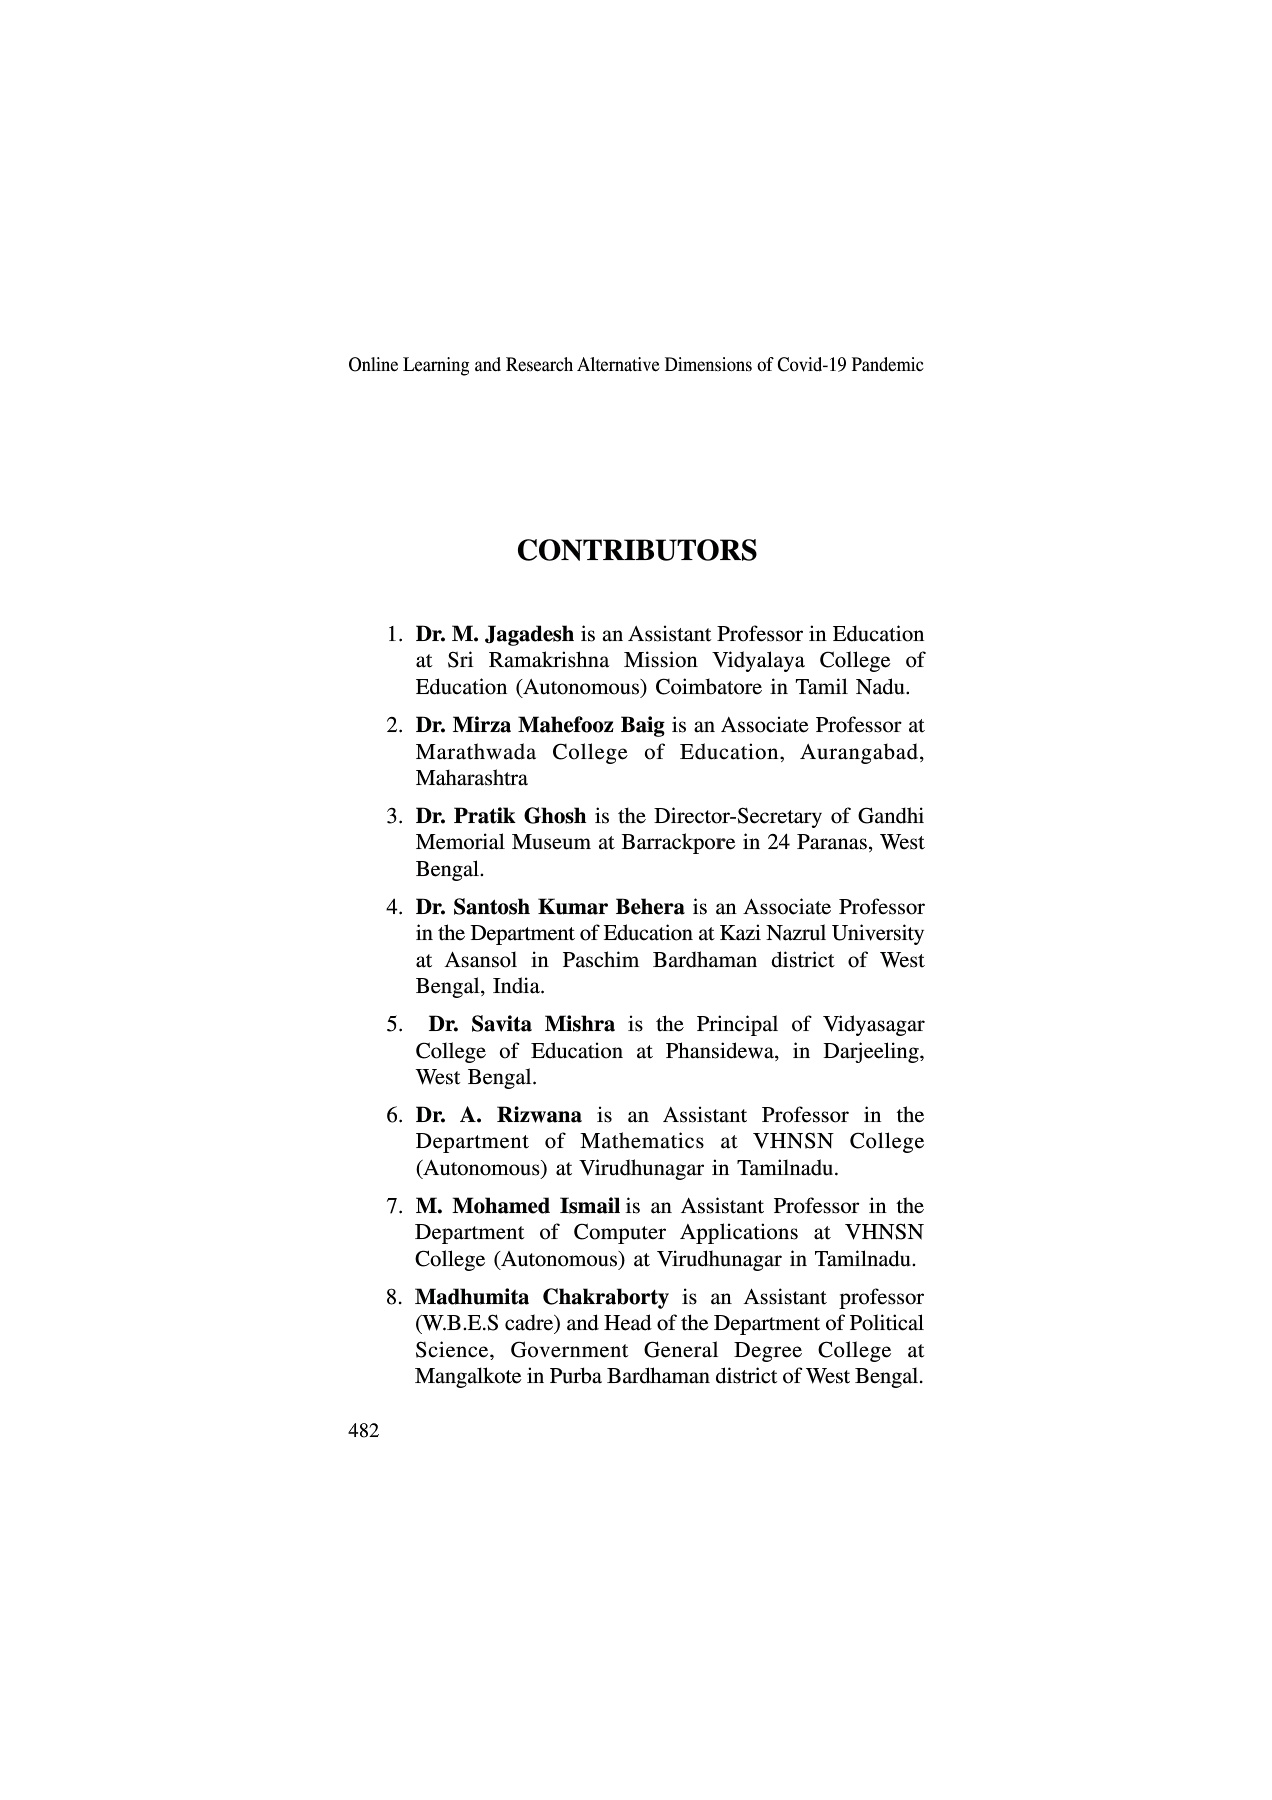 Online Learning and Research Alternative Dimensions of Covid-19 Pandemic
CONTRIBUTORS
1. Dr. M. Jagadesh is an Assistant Professor in Education
at Sri Ramakrishna Mission Vidyalaya College of
Education (Autonomous) Coimbatore in Tamil Nadu.
2. Dr. Mirza Mahefooz Baig is an Associate Professor at
Marathwada College of Education, Aurangabad,
Maharashtra
3. Dr. Pratik Ghosh is the Director-Secretary of Gandhi
Memorial Museum at Barrackpore in 24 Paranas, West
Bengal.
4. Dr. Santosh Kumar Behera is an Associate Professor
in the Department of Education at Kazi Nazrul University
at Asansol in Paschim Bardhaman district of West
Bengal, India.
5. Dr. Savita Mishra is the Principal of Vidyasagar
College of Education at Phansidewa, in Darjeeling,
West Bengal.
6. Dr. A. Rizwana is an Assistant Professor in the
Department of Mathematics at VHNSN College
(Autonomous) at Virudhunagar in Tamilnadu.
7. M. Mohamed Ismail is an Assistant Professor in the
Department of Computer Applications at VHNSN
College (Autonomous) at Virudhunagar in Tamilnadu.
8. Madhumita Chakraborty is an Assistant professor
(W.B.E.S cadre) and Head of the Department of Political
Science, Government General Degree College at
Mangalkote in Purba Bardhaman district of West Bengal.
482